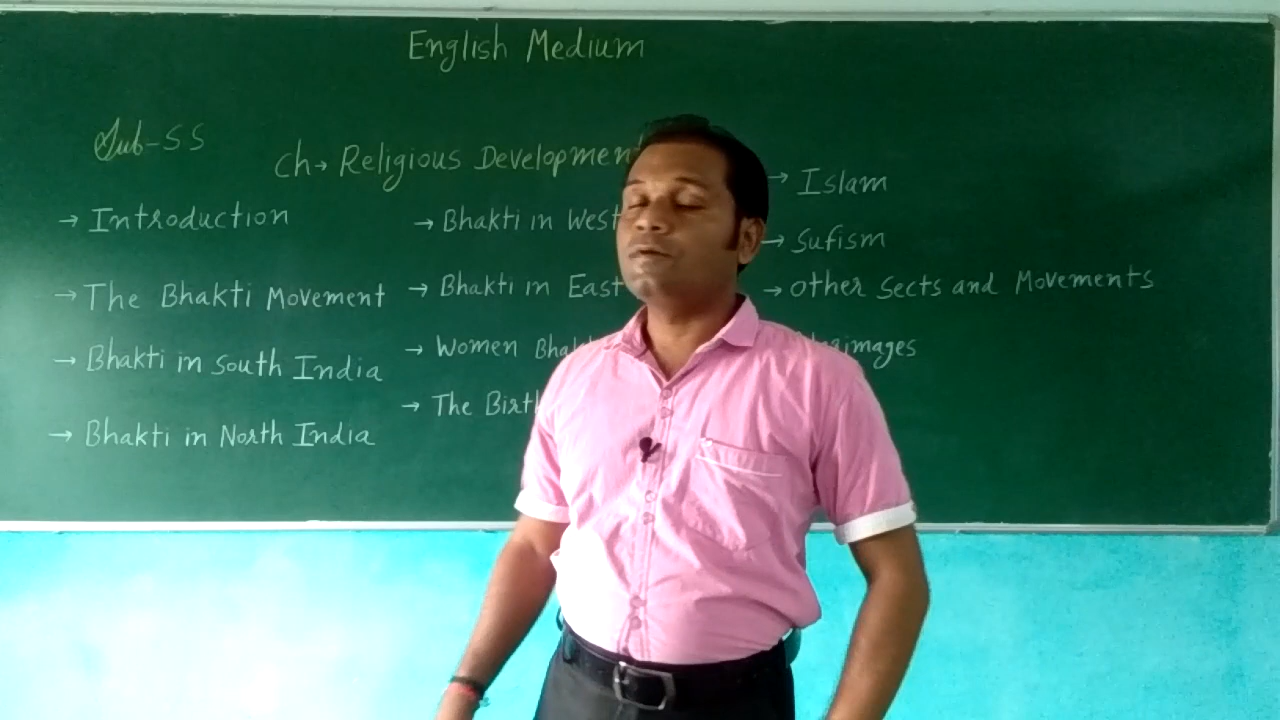 English Medium
Sub-SS
Ch→ Religious Development
→ Introduction
→ The Bhakti Movement
→ Bhakti in South India
→ Bhakti in North India
→ Bhakti in West
→ Bhakti in East
→ Women
→ The
→ Islam
→ Sufism
→ Other Sects and Movements